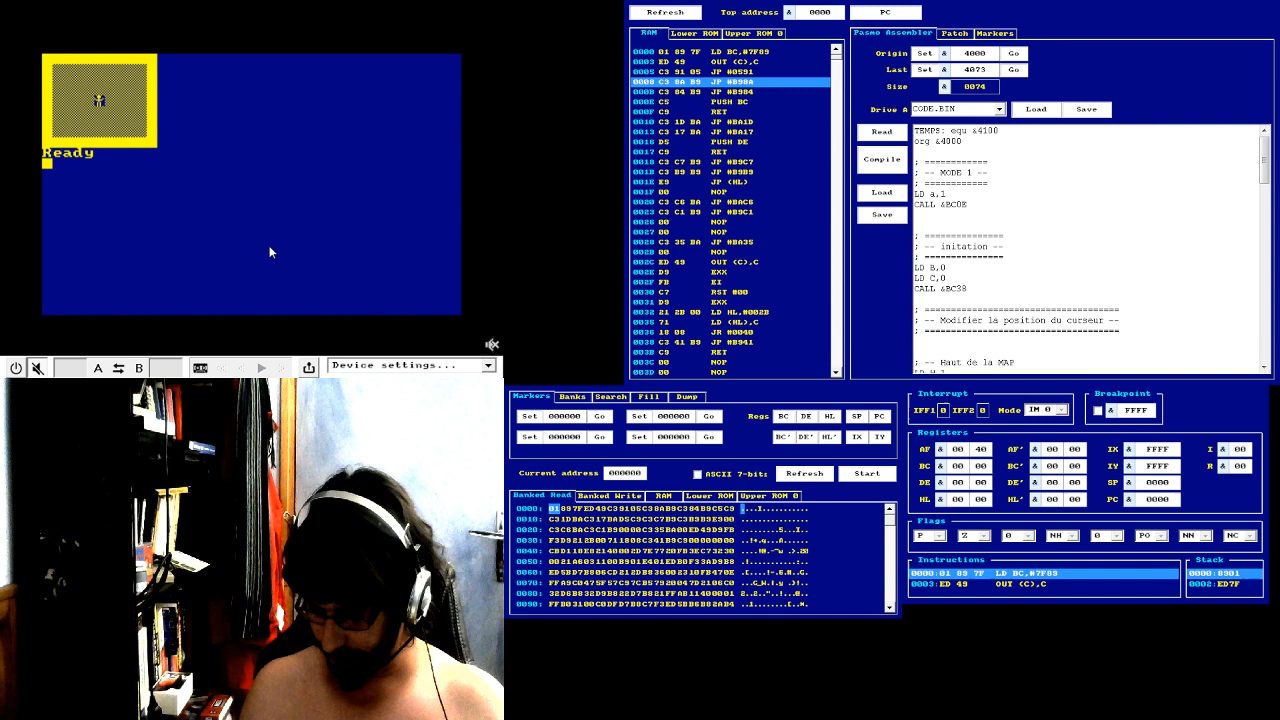 Ready
A B Device settings...
Refresh Top address & 0000 PC
RAM Lower ROM Upper ROM 0
0000 01 89 7F LD BC,#7F89
0003 ED 49 OUT (C),C
0005 C3 91 05 JP #0591
0008 C3 8A B9 JP #B98A
000B C3 84 B9 JP #B984
000E C5 PUSH BC
000F C9 RET
0010 C3 1D BA JP #BA1D
0013 C3 17 BA JP #BA17
0016 D5 PUSH DE
0017 C9 RET
0018 C3 C7 B9 JP #B9C7
001B C3 B9 B9 JP #B9B9
001E E9 JP (HL)
001F 00 NOP
0020 C3 C6 BA JP #BAC6
0023 C3 C1 B9 JP #B9C1
0026 00 NOP
0027 00 NOP
0028 C3 35 BA JP #BA35
002B 00 NOP
002C ED 49 OUT (C),C
002E D9 EXX
002F FB EI
0030 C7 RST #00
0031 D9 EXX
0032 21 2B 00 LD HL,#002B
0035 71 LD (HL),C
0036 18 08 JR #0040
0038 C3 41 B9 JP #B941
003B C9 RET
003C 00 NOP
003D 00 NOP
Pasmo Assembler Patch Markers
Origin Set & 4000 Go
Last Set & 4073 Go
Size & 0074
Drive A CODE.BIN Load Save
Read
Compile
Load
Save
TEMPS: equ &4100
org &4000
; ============
; -- MODE 1 --
; ============
LD a,1
CALL &BC0E
; ===============
; -- initation --
; ===============
LD B,0
LD C,0
CALL &BC38
; ===================================
; -- Modifier la position du curseur --
; ===================================
; -- Haut de la MAP
Markers Banks Search Fill Dump
Set 000000 Go Set 000000 Go Regs BC DE HL SP PC
Set 000000 Go Set 000000 Go BC' DE' HL' IX IY
Current address 000000 ASCII 7-bit: Refresh Start
Banked Read Banked Write RAM Lower ROM Upper ROM 0
0000: 01897FED49C39105C38AB9C384B9C5C9
0010: C31DBAC317BAD5C9C3C7B9C3B9B9E900
0020: C3C6BAC3C1B90000C335BA00ED49D9FB
Interrupt
IFF1 0 IFF2 0 Mode IM 0
Breakpoint
& FFFF
Registers
AF & 00 40 AF' & 00 00 IX & FFFF I & 00
BC & 00 00 BC' & 00 00 IY & FFFF R & 00
DE & 00 00 DE' & 00 00 SP & 0000
HL & 00 00 HL' & 00 00 PC & 0000
Flags
P Z 0 NH 0 PO NN NC
Instructions
0000:01 89 7F LD BC,#7F89
0003:ED 49 OUT (C),C
Stack
0000:8901
0002:ED7F